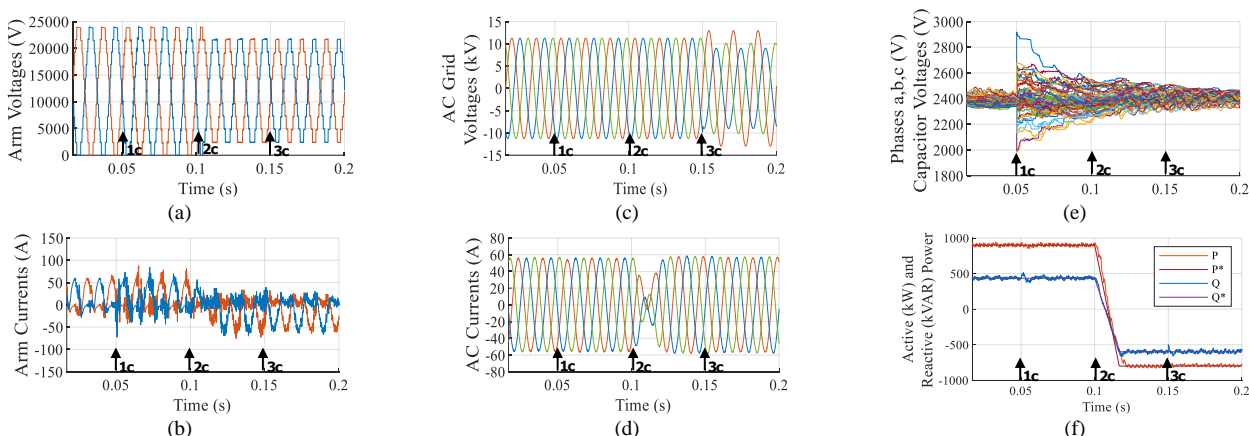 Arm Voltages (V)
25000
20000
15000
10000
5000
0
1c
2c
3c
0.05
0.1
0.15
0.2
Time (s)
(a)
AC Grid
Voltages (kV)
15
10
5
0
-5
-10
-15
1c
2c
3c
0.05
0.1
0.15
0.2
Time (s)
(c)
Phases a,b,c
Capacitor Voltages (V)
3000
2800
2600
2400
2200
2000
1800
1c
2c
3c
0.05
0.1
0.15
0.2
Time (s)
(e)
Arm Currents (A)
150
100
50
0
-50
-100
-150
1c
2c
3c
0.05
0.1
0.15
0.2
Time (s)
(b)
AC Currents (A)
80
60
40
20
0
-20
-40
-60
-80
1c
2c
3c
0.05
0.1
0.15
0.2
Time (s)
(d)
Active (kW) and
Reactive (kVAR) Power
1000
500
0
-500
-1000
P
P*
Q
Q*
1c
2c
3c
0.05
0.1
0.15
0.2
Time (s)
(f)